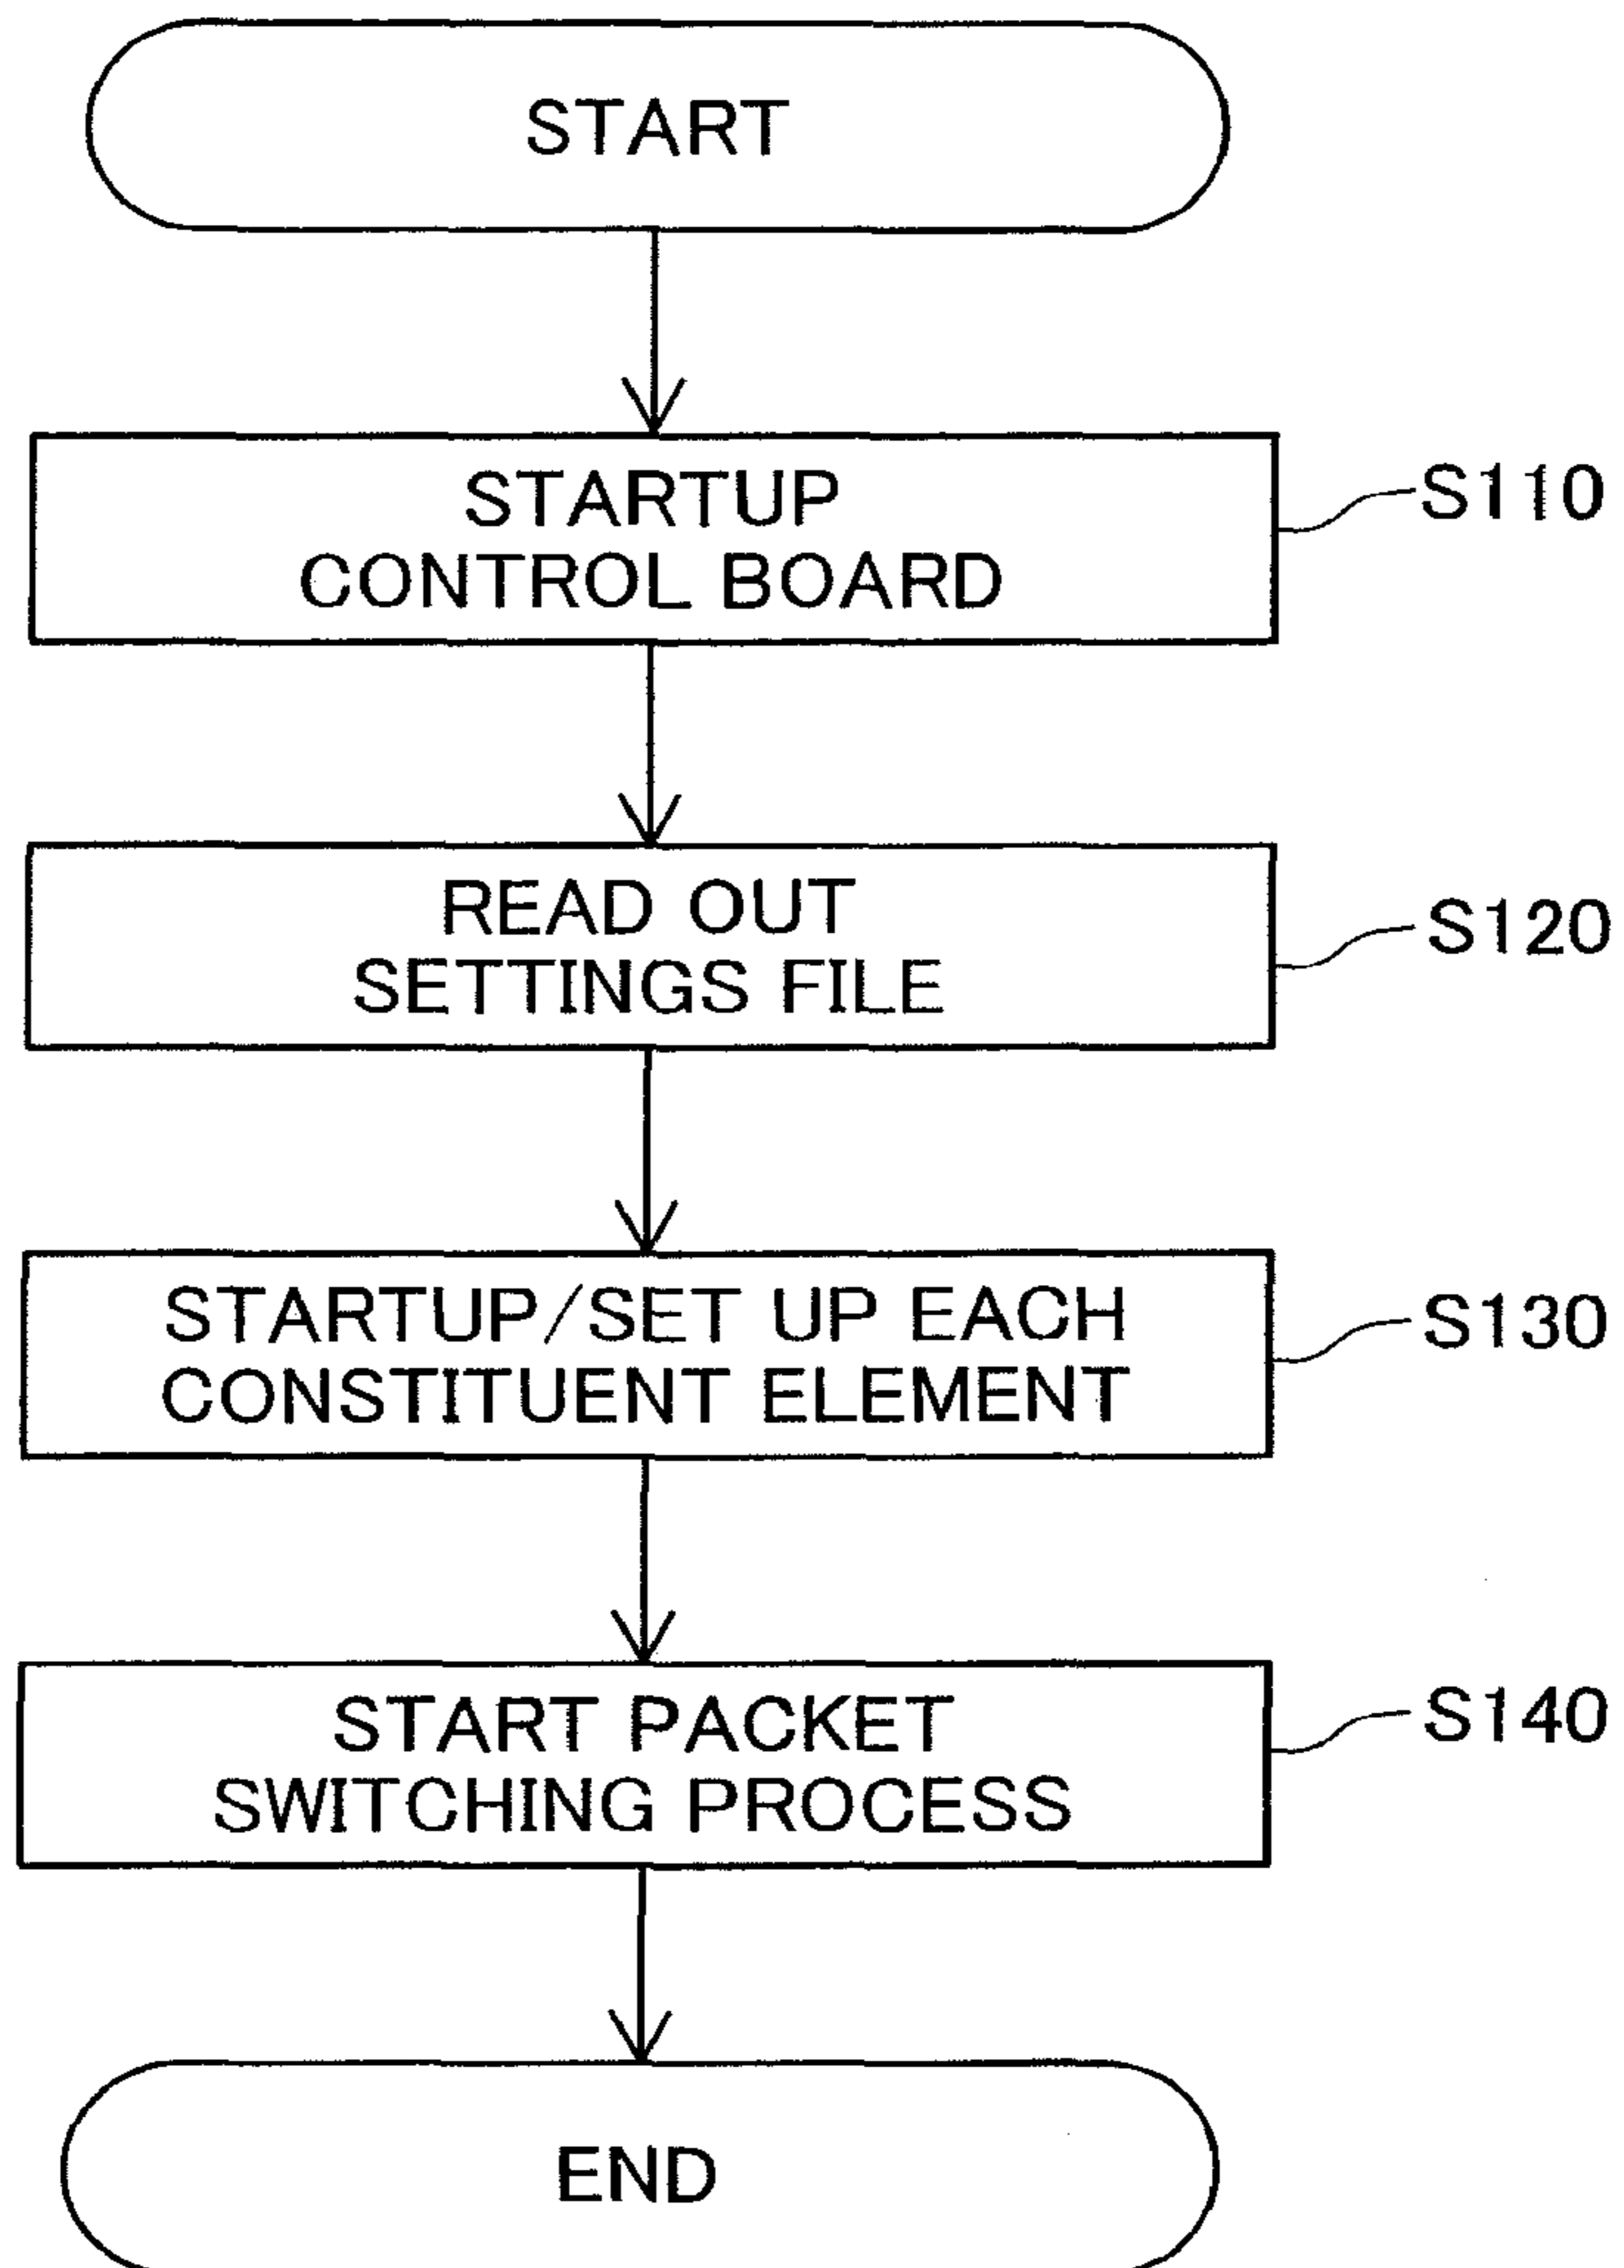 START
STARTUP
CONTROL BOARD
S110
READ OUT
SETTINGS FILE
S120
STARTUP/SET UP EACH
CONSTITUENT ELEMENT
S130
START PACKET
SWITCHING PROCESS
S140
END